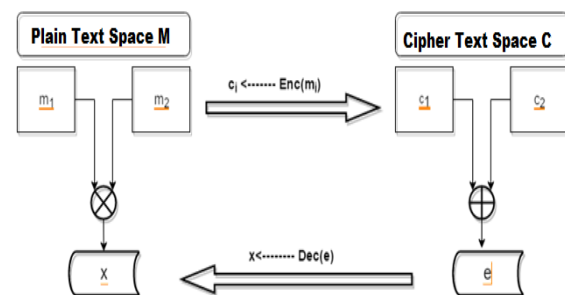 Plain Text Space M
Cipher Text Space C
m1
m2
ci <------- Enc(mi)
c1
c2
x<-------- Dec(e)
x
e